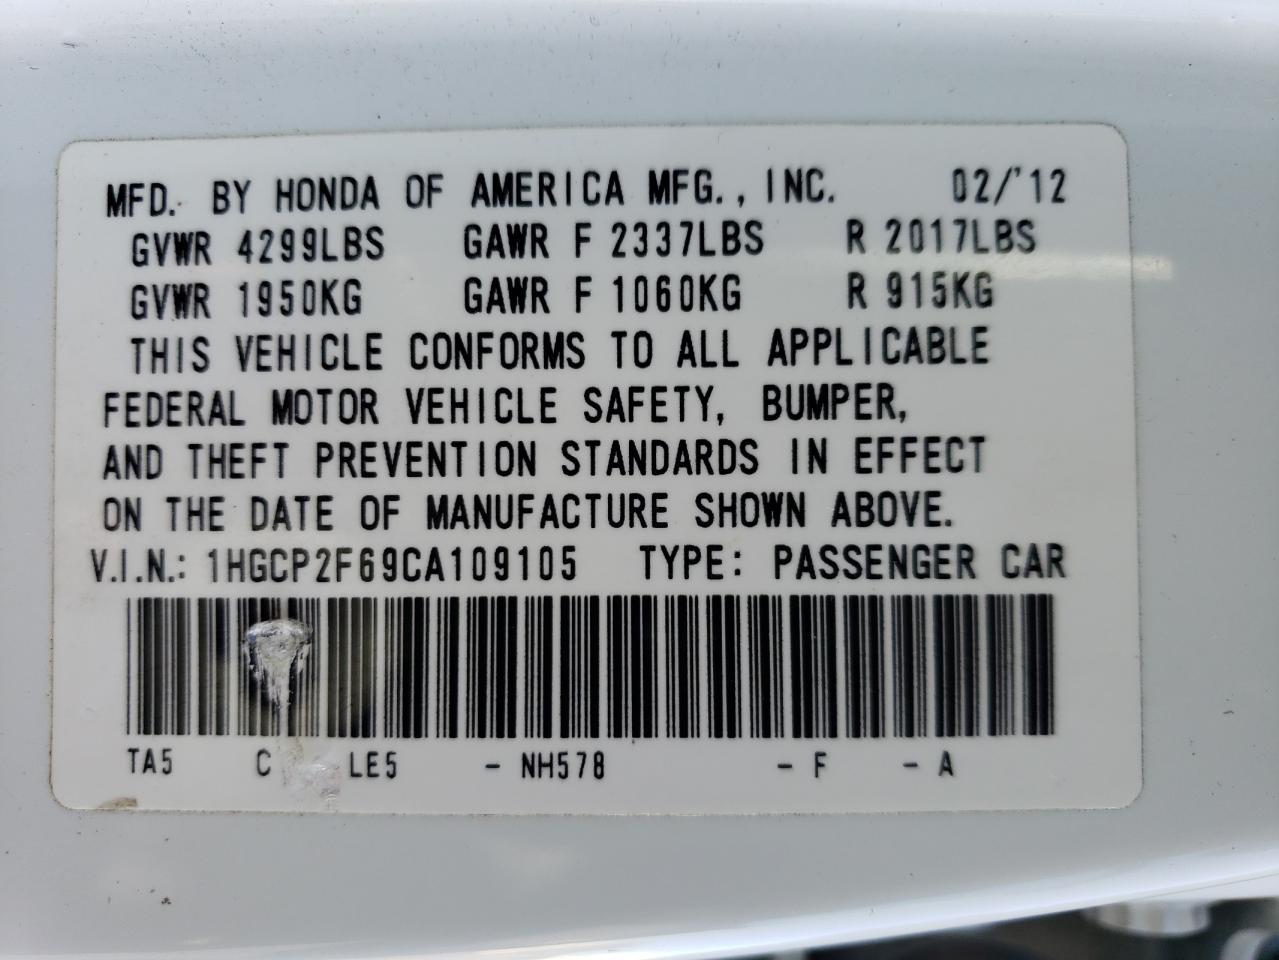 MFD. BY HONDA OF AMERICA MFG., INC. 02/'12
GVWR 4299LBS GAWR F 2337LBS R 2017LBS
GVWR 1950KG GAWR F 1060KG R 915KG
THIS VEHICLE CONFORMS TO ALL APPLICABLE
FEDERAL MOTOR VEHICLE SAFETY, BUMPER,
AND THEFT PREVENTION STANDARDS IN EFFECT
ON THE DATE OF MANUFACTURE SHOWN ABOVE.
V.I.N.: 1HGCP2F69CA109105 TYPE: PASSENGER CAR
TA5 C LE5 - NH578 - F - A